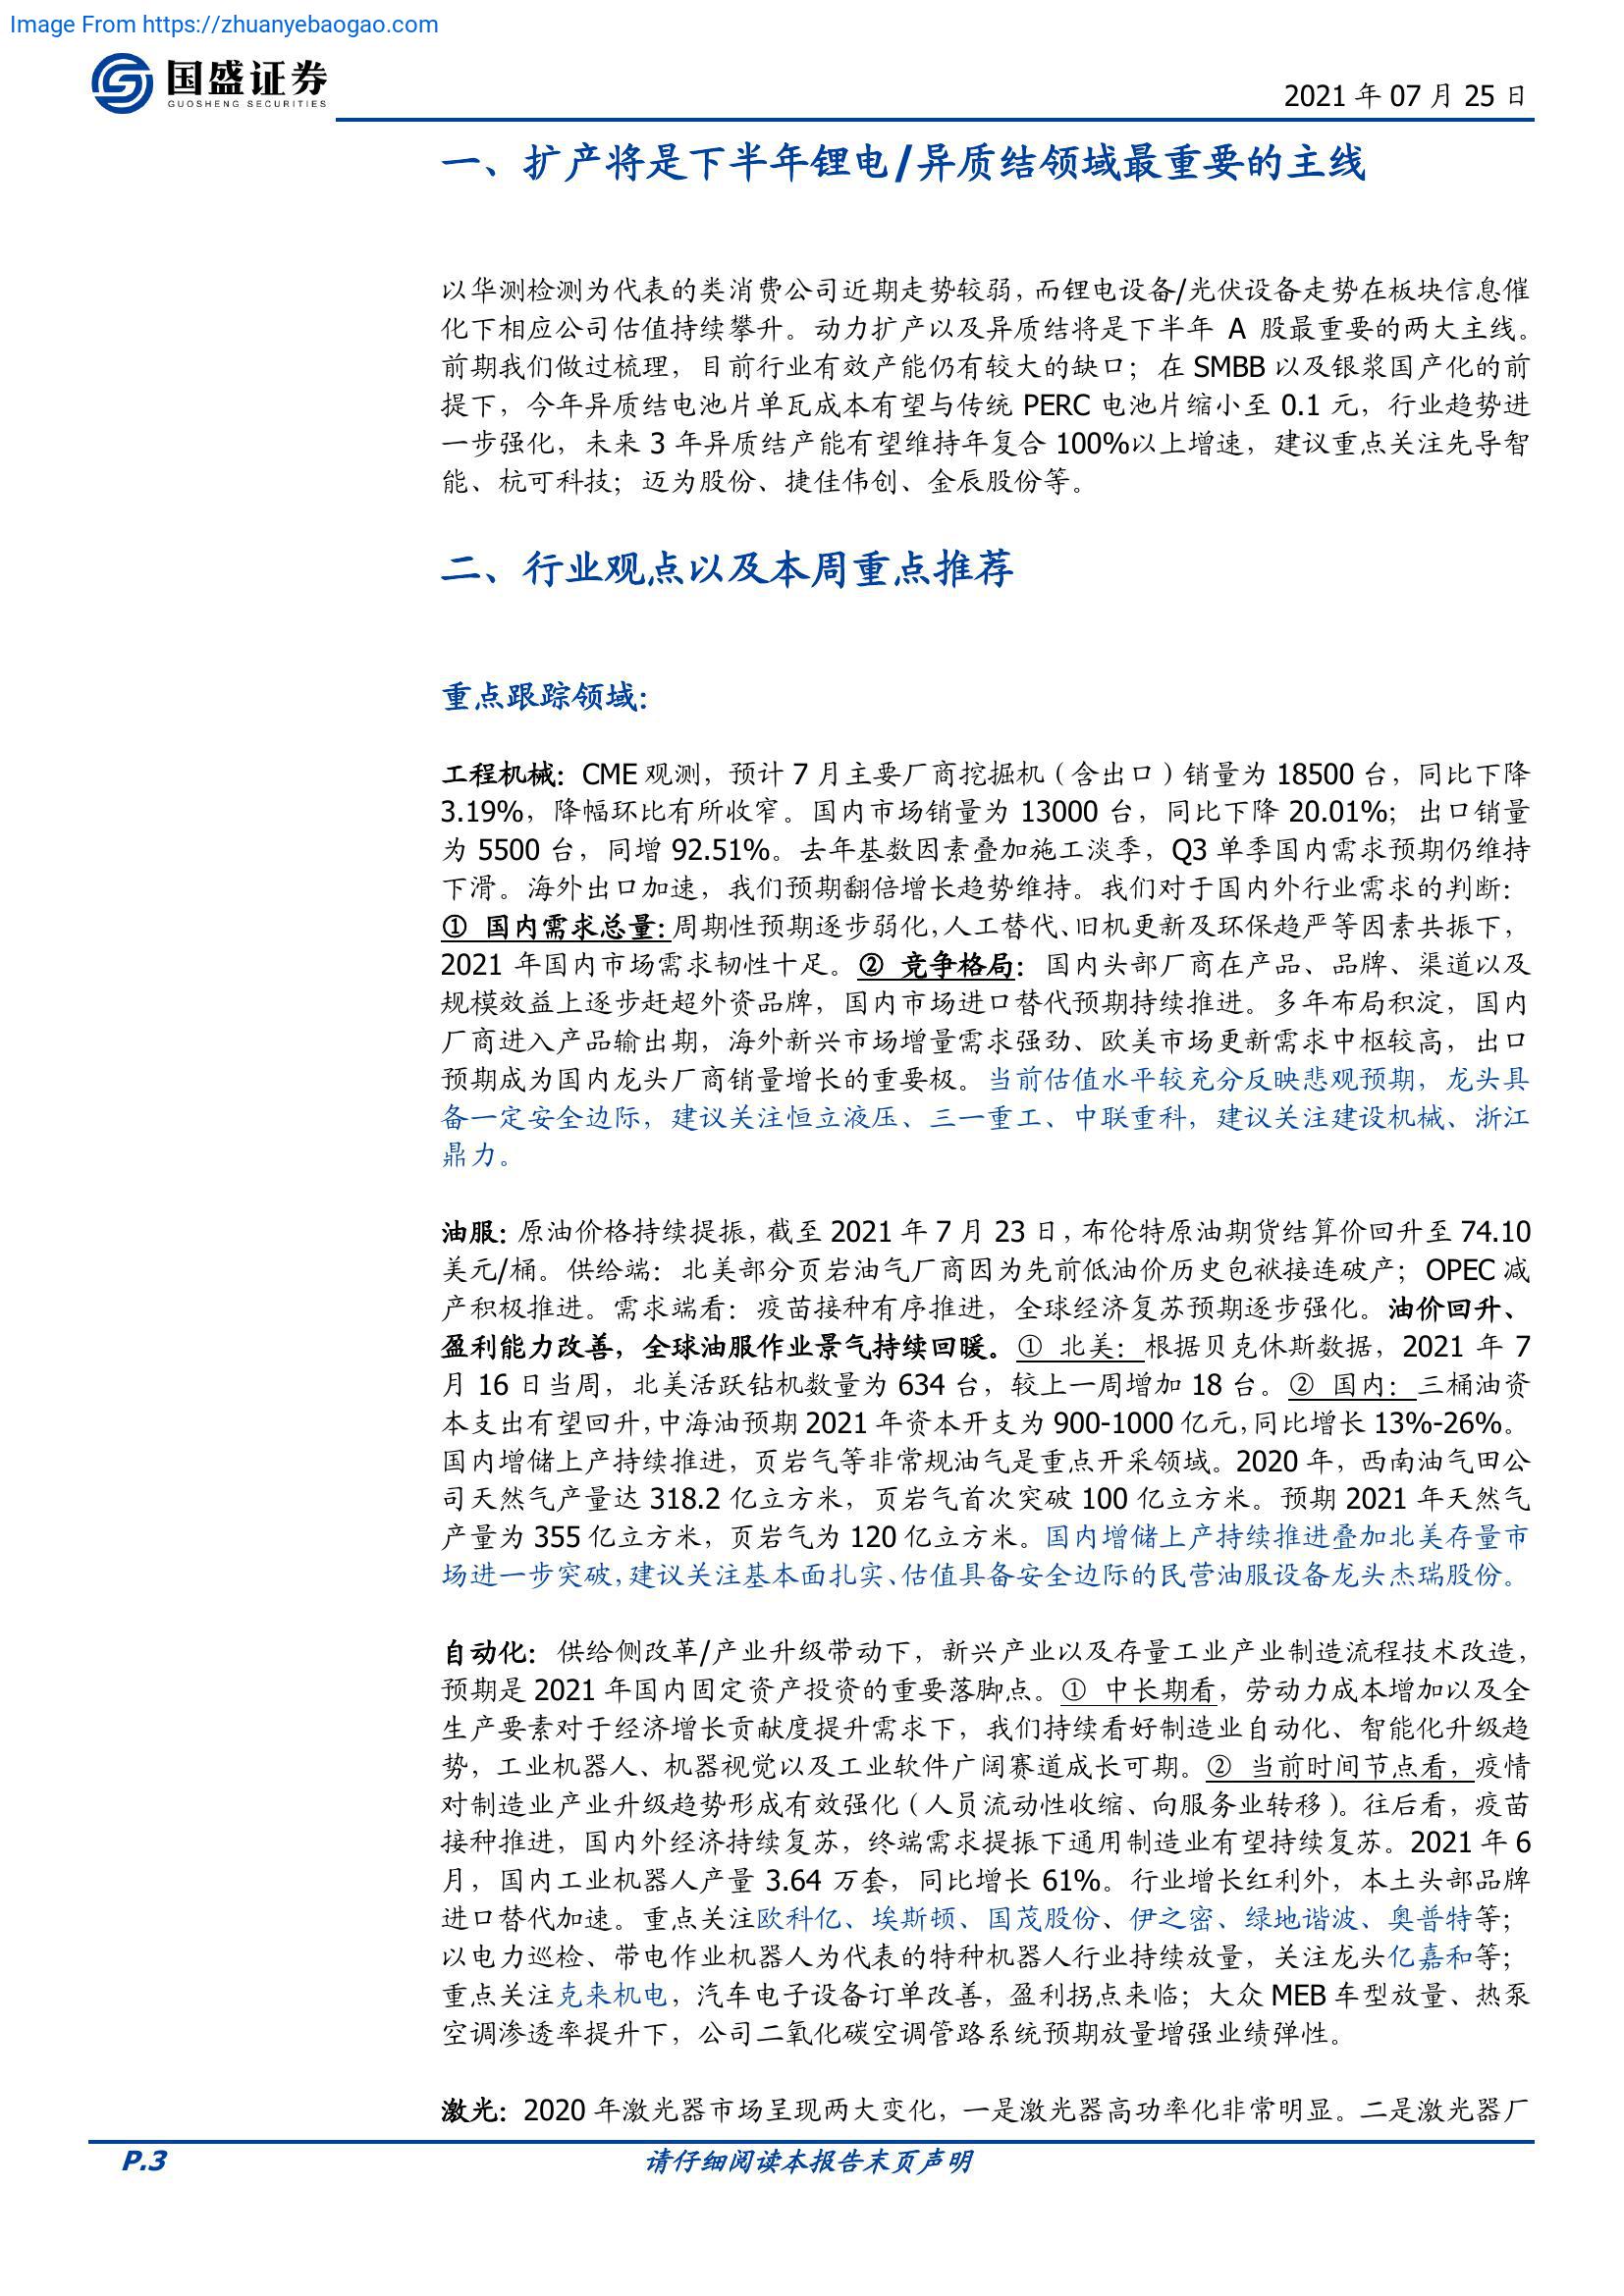 Image From https://zhuanyebaogao.com
国盛证券
GUOSHENG SECURITIES
2021 年 07 月 25 日
一、扩产将是下半年锂电/异质结领域最重要的主线
以华测检测为代表的类消费公司近期走势较弱，而锂电设备/光伏设备走势在板块信息催
化下相应公司估值持续攀升。动力扩产以及异质结将是下半年 A 股最重要的两大主线。
前期我们做过梳理，目前行业有效产能仍有较大的缺口；在 SMBB 以及银浆国产化的前
提下，今年异质结电池片单瓦成本有望与传统 PERC 电池片缩小至 0.1 元，行业趋势进
一步强化，未来 3 年异质结产能有望维持年复合 100%以上增速，建议重点关注先导智
能、杭可科技；迈为股份、捷佳伟创、金辰股份等。
二、行业观点以及本周重点推荐
重点跟踪领域：
工程机械：CME 观测，预计 7 月主要厂商挖掘机（含出口）销量为 18500 台，同比下降
3.19%，降幅环比有所收窄。国内市场销量为 13000 台，同比下降 20.01%；出口销量
为 5500 台，同增 92.51%。去年基数因素叠加施工淡季，Q3 单季国内需求预期仍维持
下滑。海外出口加速，我们预期翻倍增长趋势维持。我们对于国内外行业需求的判断：
① 国内需求总量：周期性预期逐步弱化，人工替代、旧机更新及环保趋严等因素共振下，
2021 年国内市场需求韧性十足。② 竞争格局：国内头部厂商在产品、品牌、渠道以及
规模效益上逐步赶超外资品牌，国内市场进口替代预期持续推进。多年布局积淀，国内
厂商进入产品输出期，海外新兴市场增量需求强劲、欧美市场更新需求中枢较高，出口
预期成为国内龙头厂商销量增长的重要极。当前估值水平较充分反映悲观预期，龙头具
备一定安全边际，建议关注恒立液压、三一重工、中联重科，建议关注建设机械、浙江
鼎力。
油服：原油价格持续提振，截至 2021 年 7 月 23 日，布伦特原油期货结算价回升至 74.10
美元/桶。供给端：北美部分页岩油气厂商因为先前低油价历史包袱接连破产；OPEC 减
产积极推进。需求端看：疫苗接种有序推进，全球经济复苏预期逐步强化。油价回升、
盈利能力改善，全球油服作业景气持续回暖。① 北美：根据贝克休斯数据，2021 年 7
月 16 日当周，北美活跃钻机数量为 634 台，较上一周增加 18 台。② 国内：三桶油资
本支出有望回升，中海油预期 2021 年资本开支为 900-1000 亿元，同比增长 13%-26%。
国内增储上产持续推进，页岩气等非常规油气是重点开采领域。2020 年，西南油气田公
司天然气产量达 318.2 亿立方米，页岩气首次突破 100 亿立方米。预期 2021 年天然气
产量为 355 亿立方米，页岩气为 120 亿立方米。国内增储上产持续推进叠加北美存量市
场进一步突破，建议关注基本面扎实、估值具备安全边际的民营油服设备龙头杰瑞股份。
自动化：供给侧改革/产业升级带动下，新兴产业以及存量工业产业制造流程技术改造，
预期是 2021 年国内固定资产投资的重要落脚点。① 中长期看，劳动力成本增加以及全
生产要素对于经济增长贡献度提升需求下，我们持续看好制造业自动化、智能化升级趋
势，工业机器人、机器视觉以及工业软件广阔赛道成长可期。② 当前时间节点看，疫情
对制造业产业升级趋势形成有效强化（人员流动性收缩、向服务业转移）。往后看，疫苗
接种推进，国内外经济持续复苏，终端需求提振下通用制造业有望持续复苏。2021 年 6
月，国内工业机器人产量 3.64 万套，同比增长 61%。行业增长红利外，本土头部品牌
进口替代加速。重点关注欧科亿、埃斯顿、国茂股份、伊之密、绿地谐波、奥普特等；
以电力巡检、带电作业机器人为代表的特种机器人行业持续放量，关注龙头亿嘉和等；
重点关注克来机电，汽车电子设备订单改善，盈利拐点来临；大众 MEB 车型放量、热泵
空调渗透率提升下，公司二氧化碳空调管路系统预期放量增强业绩弹性。
激光：2020 年激光器市场呈现两大变化，一是激光器高功率化非常明显。二是激光器厂
P.3
请仔细阅读本报告末页声明